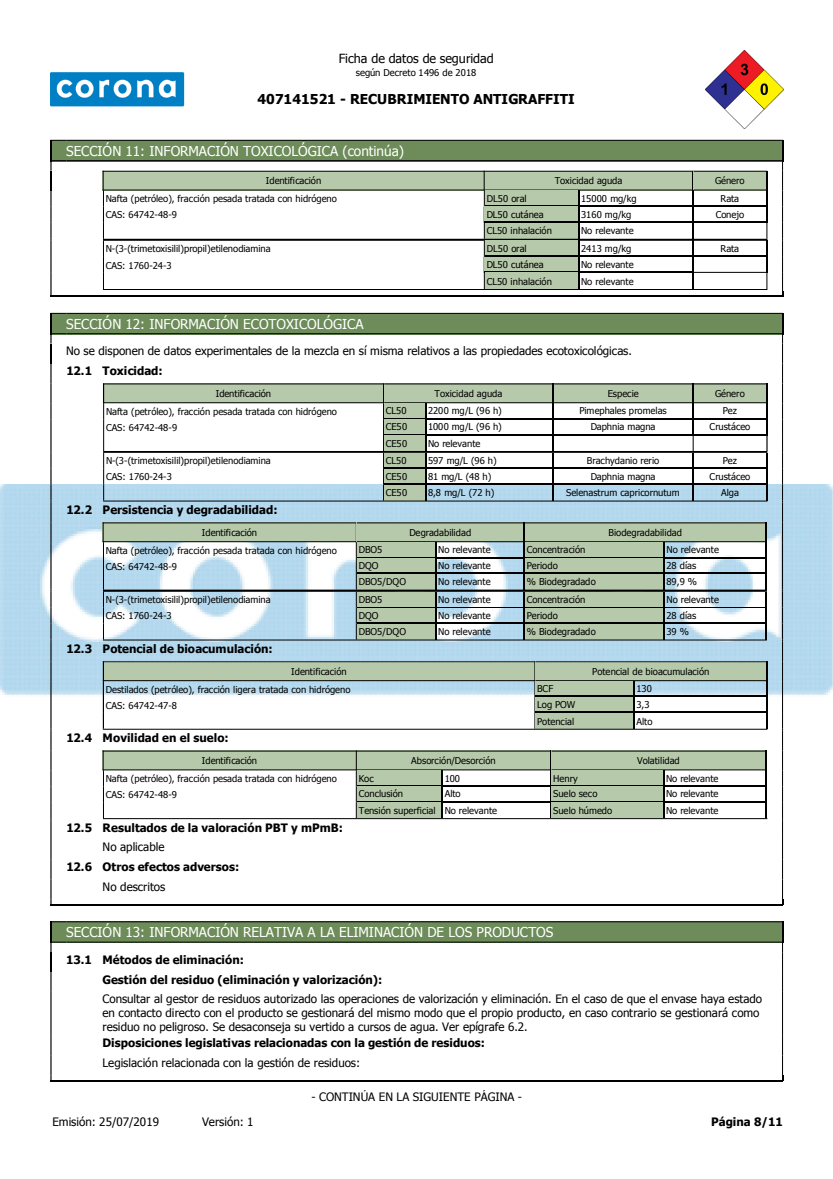 Ficha de datos de seguridad
según Decreto 1496 de 2018
corona
407141521 - RECUBRIMIENTO ANTIGRAFFITI
3
1 0
SECCIÓN 11: INFORMACIÓN TOXICOLÓGICA (continúa)
Identificación Toxicidad aguda Género
Nafta (petróleo), fracción pesada tratada con hidrógeno DL50 oral 15000 mg/kg Rata
CAS: 64742-48-9 DL50 cutánea 3160 mg/kg Conejo
CL50 inhalación No relevante
N-(3-(trimetoxisilil)propil)etilenodiamina DL50 oral 2413 mg/kg Rata
CAS: 1760-24-3 DL50 cutánea No relevante
CL50 inhalación No relevante
SECCIÓN 12: INFORMACIÓN ECOTOXICOLÓGICA
No se disponen de datos experimentales de la mezcla en sí misma relativos a las propiedades ecotoxicológicas.
12.1 Toxicidad:
Identificación Toxicidad aguda Especie Género
Nafta (petróleo), fracción pesada tratada con hidrógeno CL50 2200 mg/L (96 h) Pimephales promelas Pez
CAS: 64742-48-9 CE50 1000 mg/L (96 h) Daphnia magna Crustáceo
CE50 No relevante
N-(3-(trimetoxisilil)propil)etilenodiamina CL50 597 mg/L (96 h) Brachydanio rerio Pez
CAS: 1760-24-3 CE50 81 mg/L (48 h) Daphnia magna Crustáceo
CE50 8,8 mg/L (72 h) Selenastrum capricornutum Alga
12.2 Persistencia y degradabilidad:
Identificación Degradabilidad Biodegradabilidad
Nafta (petróleo), fracción pesada tratada con hidrógeno DBO5 No relevante Concentración No relevante
CAS: 64742-48-9 DQO No relevante Periodo 28 días
DBO5/DQO No relevante % Biodegradado 89,9 %
N-(3-(trimetoxisilil)propil)etilenodiamina DBO5 No relevante Concentración No relevante
CAS: 1760-24-3 DQO No relevante Periodo 28 días
DBO5/DQO No relevante % Biodegradado 39 %
12.3 Potencial de bioacumulación:
Identificación Potencial de bioacumulación
Destilados (petróleo), fracción ligera tratada con hidrógeno BCF 130
CAS: 64742-47-8 Log POW 3,3
Potencial Alto
12.4 Movilidad en el suelo:
Identificación Absorción/Desorción Volatilidad
Nafta (petróleo), fracción pesada tratada con hidrógeno Koc 100 Henry No relevante
CAS: 64742-48-9 Conclusión Alto Suelo seco No relevante
Tensión superficial No relevante Suelo húmedo No relevante
12.5 Resultados de la valoración PBT y mPmB:
No aplicable
12.6 Otros efectos adversos:
No descritos
SECCIÓN 13: INFORMACIÓN RELATIVA A LA ELIMINACIÓN DE LOS PRODUCTOS
13.1 Métodos de eliminación:
Gestión del residuo (eliminación y valorización):
Consultar al gestor de residuos autorizado las operaciones de valorización y eliminación. En el caso de que el envase haya estado
en contacto directo con el producto se gestionará del mismo modo que el propio producto, en caso contrario se gestionará como
residuo no peligroso. Se desaconseja su vertido a cursos de agua. Ver epígrafe 6.2.
Disposiciones legislativas relacionadas con la gestión de residuos:
Legislación relacionada con la gestión de residuos:
- CONTINÚA EN LA SIGUIENTE PÁGINA -
Emisión: 25/07/2019 Versión: 1 Página 8/11